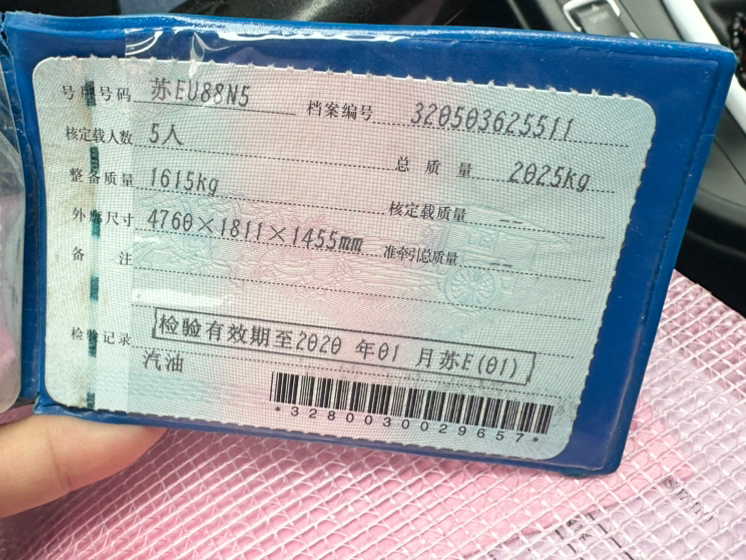 号牌号码 苏EU88N5 档案编号 320503625511
核定载人数 5人 总质量 2025kg
整备质量 1615kg 核定载质量 --
外廓尺寸 4760×1811×1455mm 准牵引总质量 --
备注
检验记录 检验有效期至2020 年01 月苏E(01)
汽油
*3280030029657*